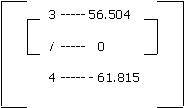 3 ----- 56.504
i ----- 0
4 ----- - 61.815